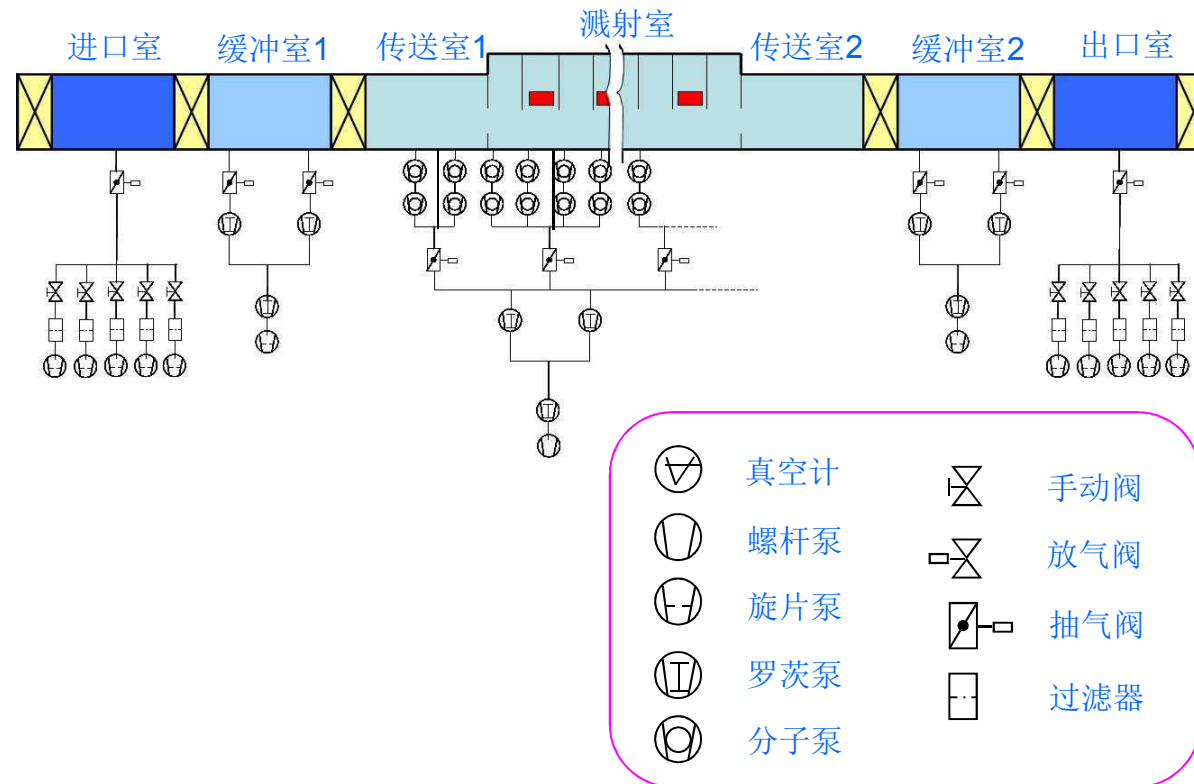 进口室
缓冲室1
传送室1
溅射室
传送室2
缓冲室2
出口室
真空计
螺杆泵
旋片泵
罗茨泵
分子泵
手动阀
放气阀
抽气阀
过滤器